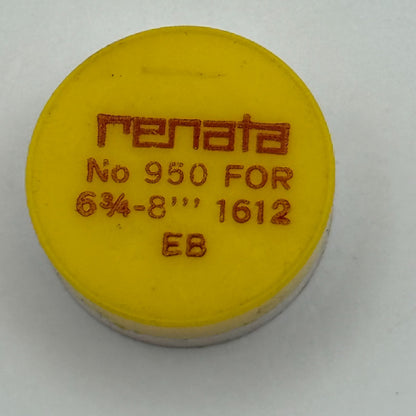 renata
No 950 FOR
6¾-8''' 1612
EB